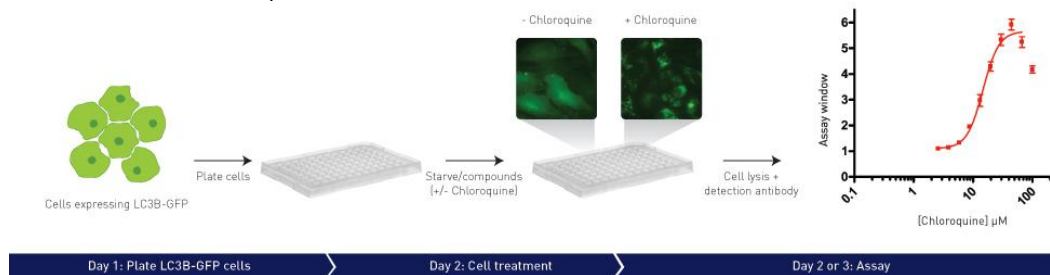 - Chloroquine
+ Chloroquine
Cells expressing LC3B-GFP
Plate cells
Starve/compounds
(+/- Chloroquine)
Cell lysis +
detection antibody
Assay window
6
5
4
3
2
1
0
0.1
1
10
100
[Chloroquine] µM
Day 1: Plate LC3B-GFP cells
Day 2: Cell treatment
Day 2 or 3: Assay